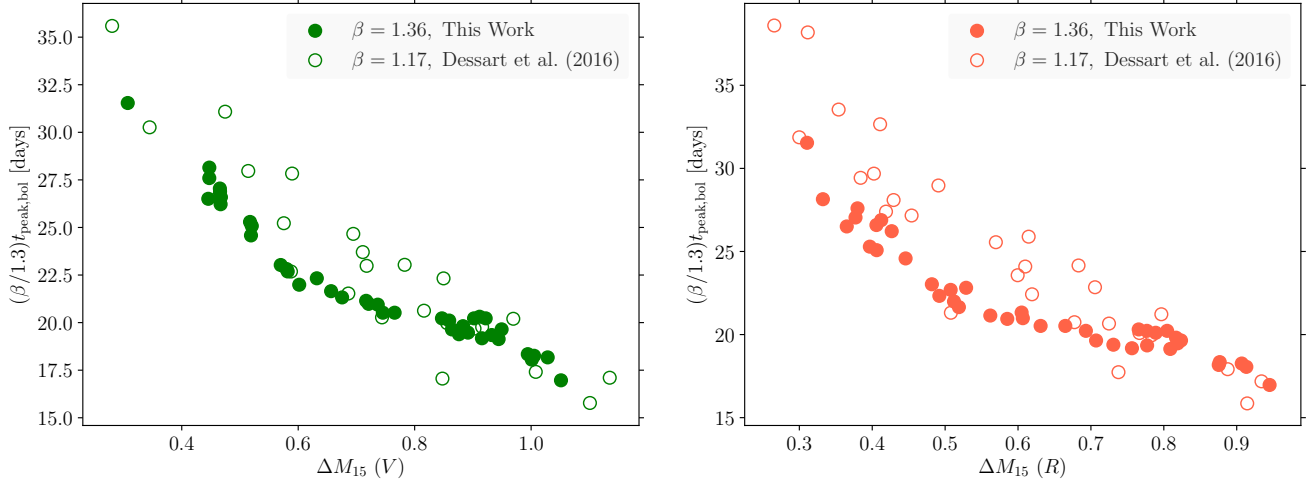 β = 1.36, This Work
β = 1.17, Dessart et al. (2016)
35.0
32.5
30.0
27.5
25.0
22.5
20.0
17.5
15.0
(β/1.3)t_peak,bol [days]
0.4 0.6 0.8 1.0
ΔM_15 (V)
β = 1.36, This Work
β = 1.17, Dessart et al. (2016)
35
30
25
20
15
(β/1.3)t_peak,bol [days]
0.3 0.4 0.5 0.6 0.7 0.8 0.9
ΔM_15 (R)